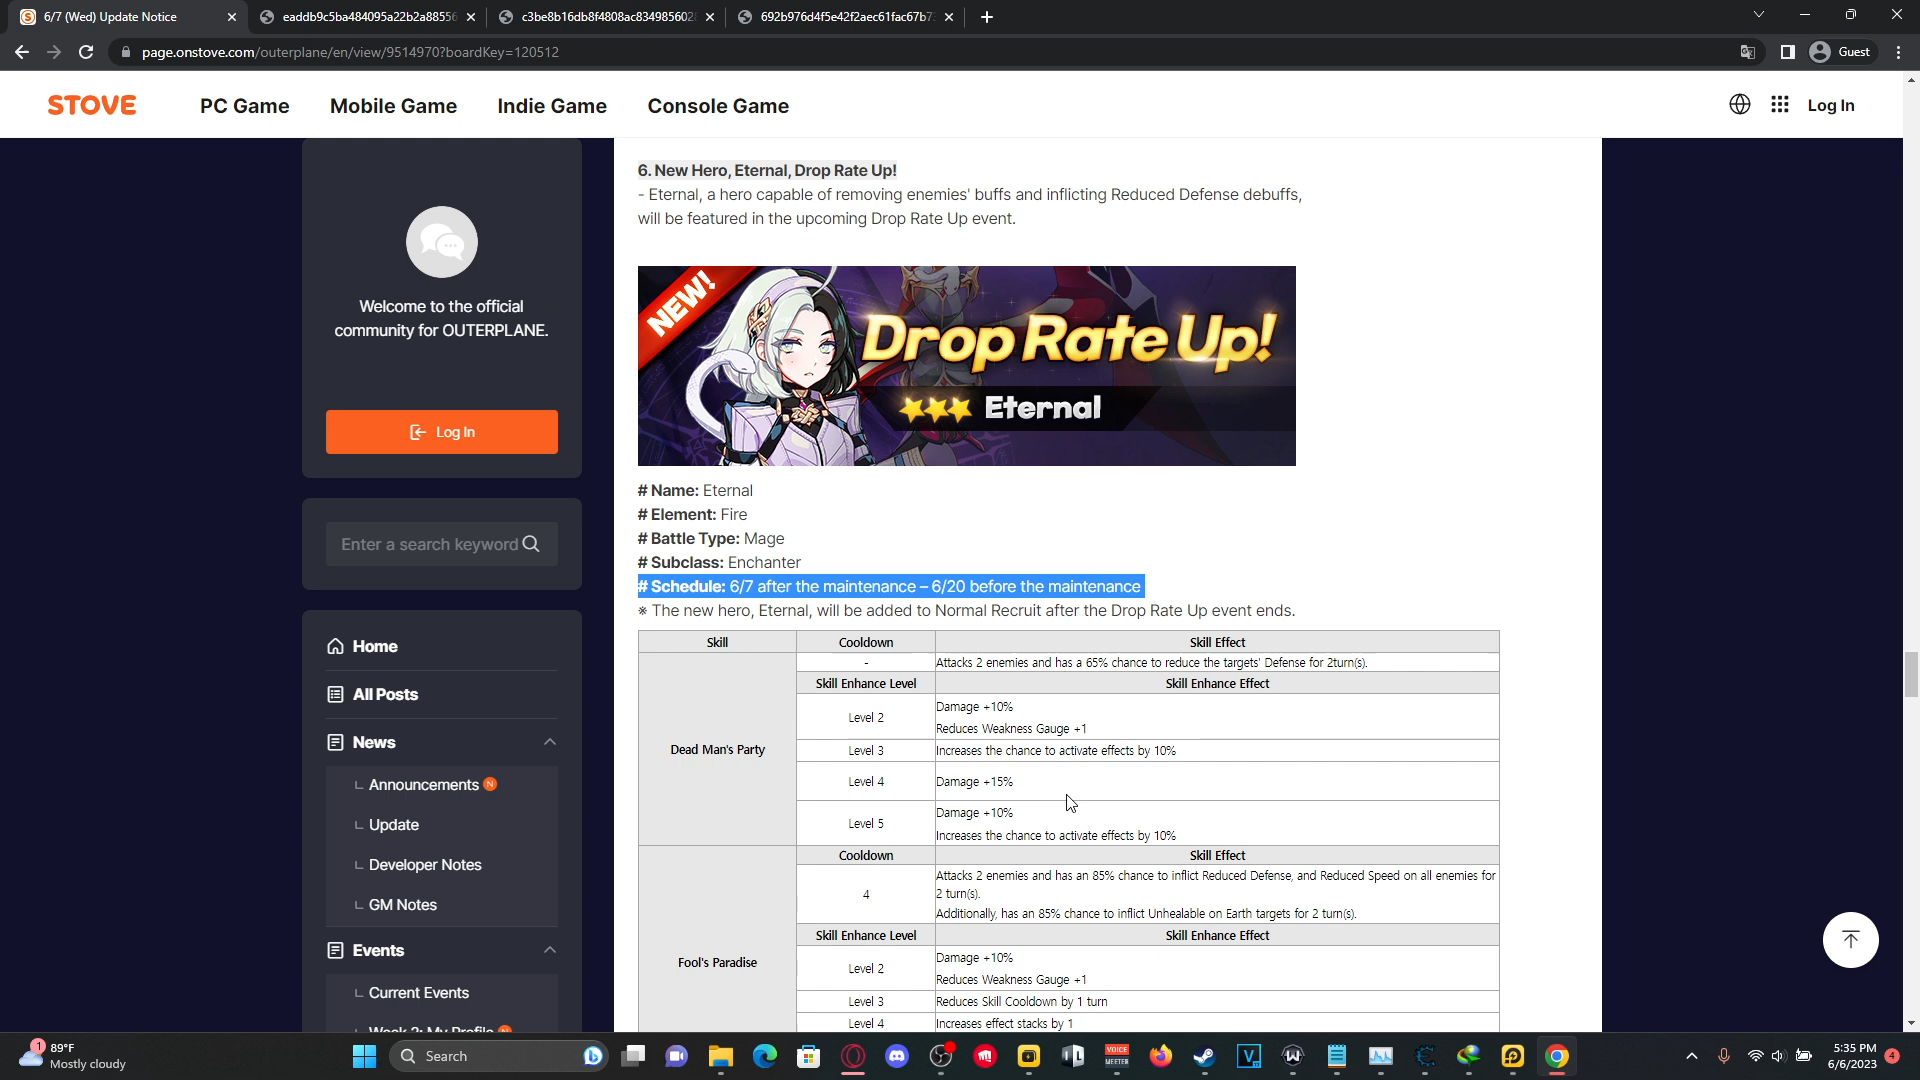 6/7 (Wed) Update Notice
eaddb9c5ba484095a22b2a88556
c3be8b16db8f4808ac834985602
692b976d4f5e42f2aec61fac67b7
page.onstove.com/outerplane/en/view/9514970?boardKey=120512
Guest
STOVE
PC Game
Mobile Game
Indie Game
Console Game
Log In
Welcome to the official
community for OUTERPLANE.
Log In
Enter a search keyword
Home
All Posts
News
Announcements N
Update
Developer Notes
GM Notes
Events
Current Events
Week 2: My Profile
6. New Hero, Eternal, Drop Rate Up!
- Eternal, a hero capable of removing enemies' buffs and inflicting Reduced Defense debuffs,
will be featured in the upcoming Drop Rate Up event.
NEW!
Drop Rate Up!
★★★ Eternal
# Name: Eternal
# Element: Fire
# Battle Type: Mage
# Subclass: Enchanter
# Schedule: 6/7 after the maintenance – 6/20 before the maintenance
※ The new hero, Eternal, will be added to Normal Recruit after the Drop Rate Up event ends.
Skill Cooldown Skill Effect
- Attacks 2 enemies and has a 65% chance to reduce the targets' Defense for 2turn(s).
Skill Enhance Level Skill Enhance Effect
Dead Man's Party
Level 2 Damage +10%
Reduces Weakness Gauge +1
Level 3 Increases the chance to activate effects by 10%
Level 4 Damage +15%
Level 5 Damage +10%
Increases the chance to activate effects by 10%
Cooldown Skill Effect
Fool's Paradise
4 Attacks 2 enemies and has an 85% chance to inflict Reduced Defense, and Reduced Speed on all enemies for
2 turn(s).
Additionally, has an 85% chance to inflict Unhealable on Earth targets for 2 turn(s).
Skill Enhance Level Skill Enhance Effect
Level 2 Damage +10%
Reduces Weakness Gauge +1
Level 3 Reduces Skill Cooldown by 1 turn
Level 4 Increases effect stacks by 1
1
89°F
Mostly cloudy
Search
VOICE
MEETER
5:35 PM
6/6/2023
4